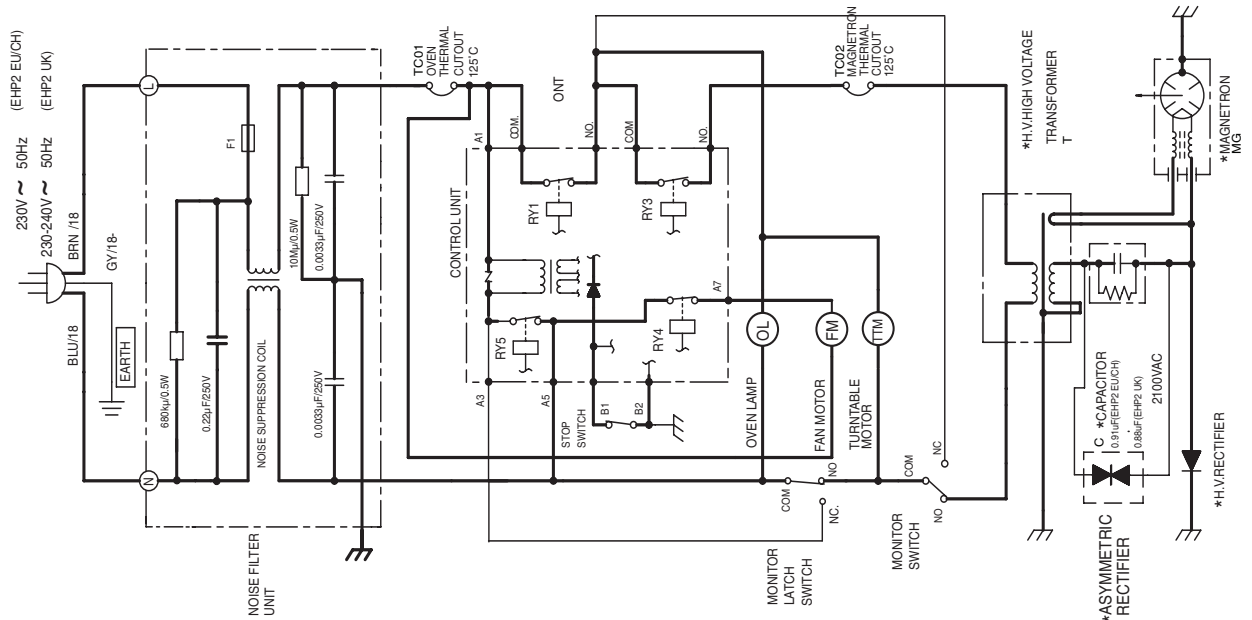 230V ~ 50Hz (EHP2 EU/CH)
230-240V ~ 50Hz (EHP2 UK)
BRN /18
GY/18-
BLU/18
EARTH
L
N
F1
680kμ/0.5W
0.22μF/250V
NOISE SUPPRESSION COIL
10Mμ/0.5W
0.0033μF/250V
0.0033μF/250V
NOISE FILTER
UNIT
TC01
OVEN
THERMAL
CUTOUT
125°C
ONT
A1
COM.
NO.
COM
NO.
CONTROL UNIT
RY1
RY3
RY5
RY4
A7
A3
A5
STOP
SWITCH
B1
B2
TC02
MAGNETRON
THERMAL
CUTOUT
125°C
OL
OVEN LAMP
FM
FAN MOTOR
TTM
TURNTABLE
MOTOR
COM
NO
NC.
MONITOR
LATCH
SWITCH
COM
NC
NO
MONITOR
SWITCH
*H.V.HIGH VOLTAGE
TRANSFORMER
T
*MAGNETRON
MG
2100VAC
C *CAPACITOR
0.91uF(EHP2 EU/CH)
0.88uF(EHP2 UK)
*ASYMMETRIC
RECTIFIER
*H.V.RECTIFIER